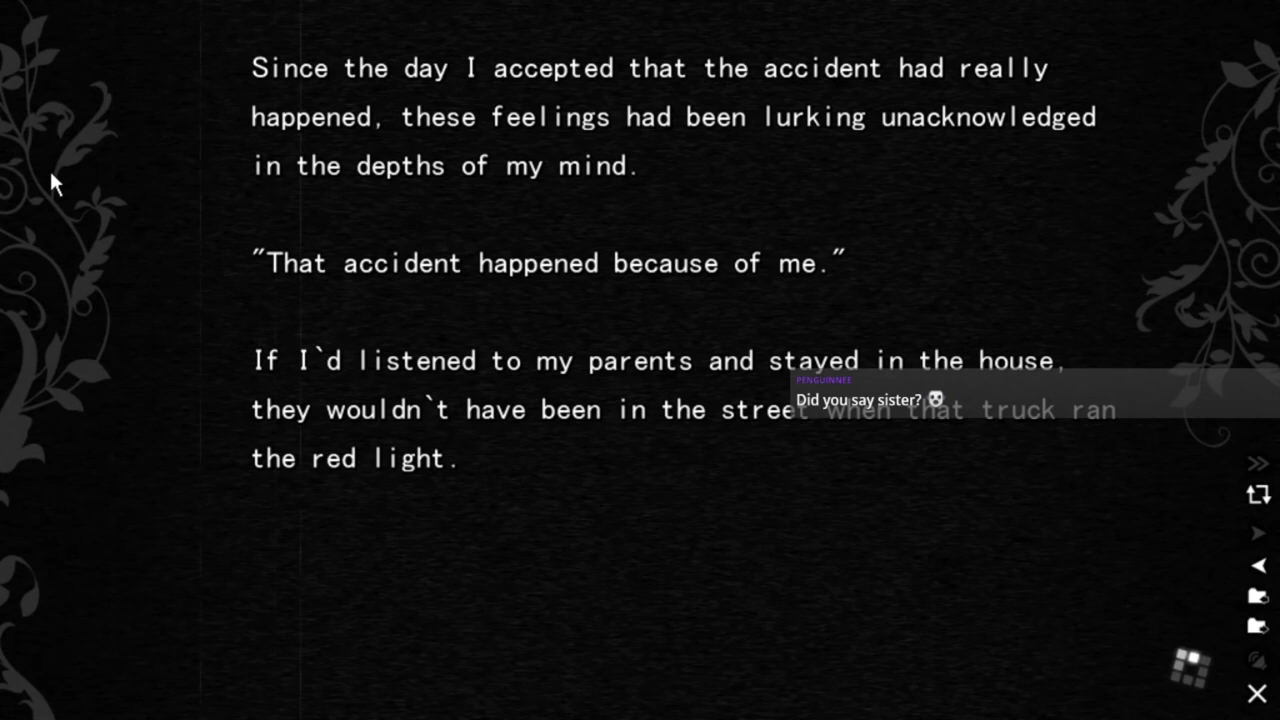 Since the day I accepted that the accident had really
happened, these feelings had been lurking unacknowledged
in the depths of my mind.
"That accident happened because of me."
If I`d listened to my parents and stayed in the house,
PENGUINNEE
Did you say sister?
they wouldn`t have been in the street when that truck ran
the red light.